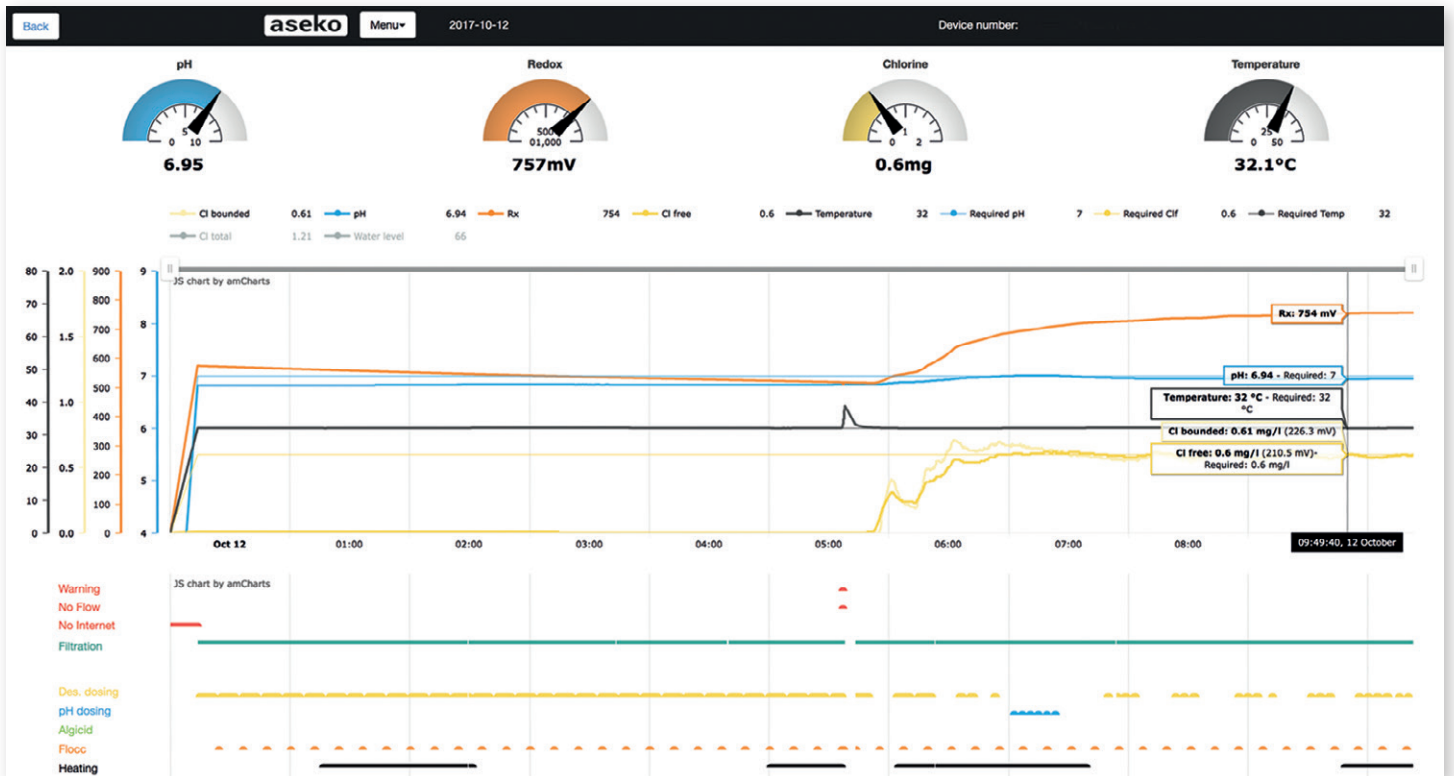 Back
aseko
Menu
2017-10-12
Device number:
pH
Redox
Chlorine
Temperature
5
0 10
500
01,000
1
0 2
25
0 50
6.95
757mV
0.6mg
32.1°C
Cl bounded 0.61 pH 6.94 Rx 754 Cl free 0.6 Temperature 32 Required pH 7 Required Clf 0.6 Required Temp 32
Cl total 1.21 Water level 66
JS chart by amCharts
80
70
60
50
40
30
20
10
0
2.0
1.5
1.0
0.5
0.0
900
800
700
600
500
400
300
200
100
0
9
8
7
6
5
4
Rx: 754 mV
pH: 6.94 - Required: 7
Temperature: 32 °C - Required: 32
°C
Cl bounded: 0.61 mg/l (226.3 mV)
Cl free: 0.6 mg/l (210.5 mV)-
Required: 0.6 mg/l
Oct 12 01:00 02:00 03:00 04:00 05:00 06:00 07:00 08:00
09:49:40, 12 October
JS chart by amCharts
Warning
No Flow
No Internet
Filtration
Des. dosing
pH dosing
Algicid
Flocc
Heating